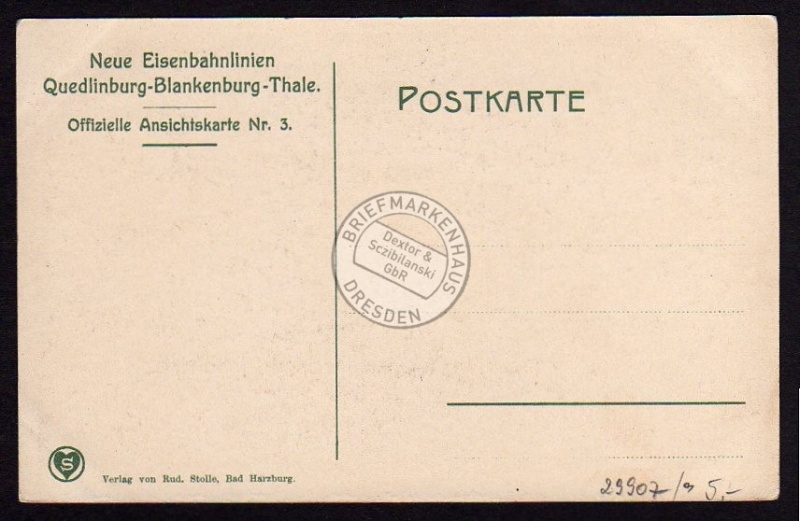 Neue Eisenbahnlinien
Quedlinburg-Blankenburg-Thale.
Offizielle Ansichtskarte Nr. 3.
POSTKARTE
BRIEFMARKENHAUS
Dextor &
Sczibilanski
GbR
DRESDEN
S
Verlag von Rud. Stolle, Bad Harzburg.
29907/9 5,-